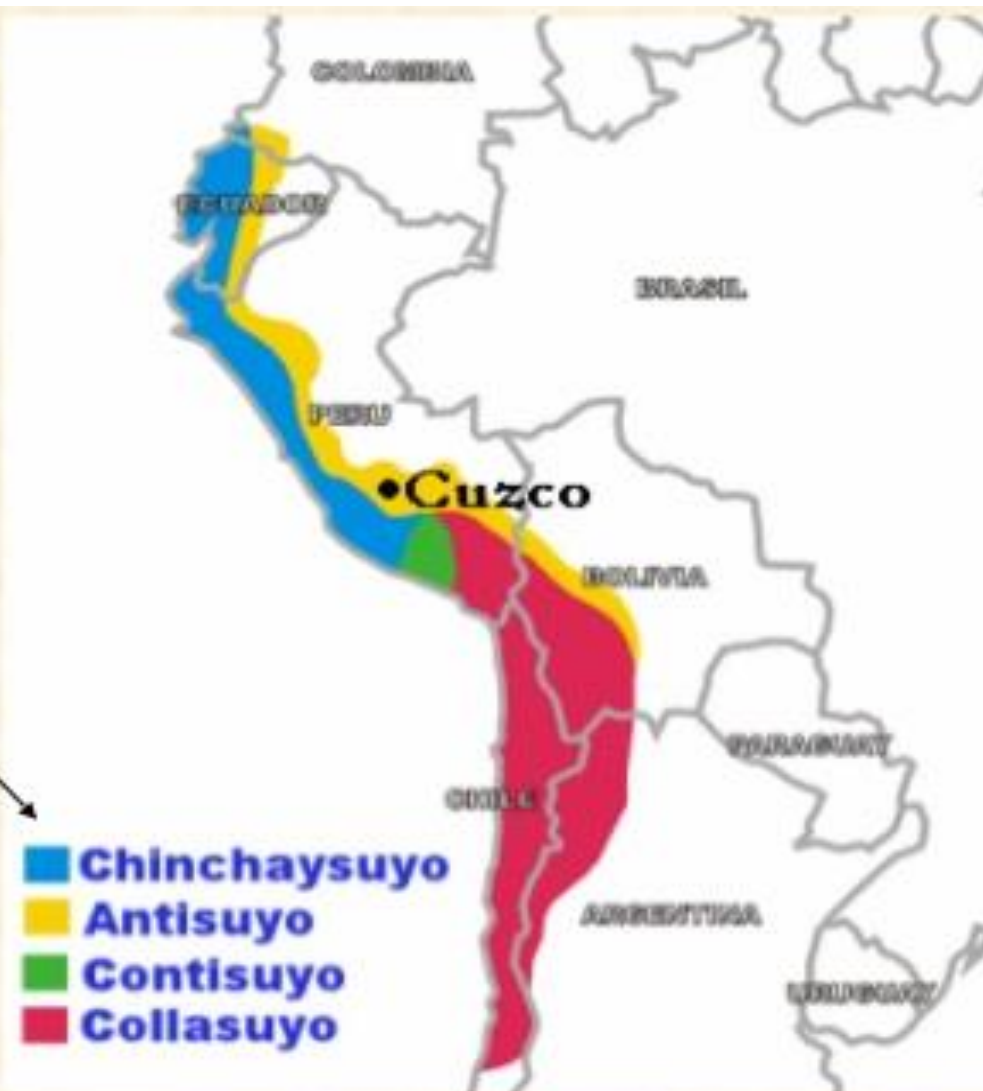 COLOMBIA
ECUADOR
BRASIL
PERU
Cuzco
BOLIVIA
PARAGUAY
CHILE
Chinchaysuyo
Antisuyo
ARGENTINA
Contisuyo
URUGUAY
Collasuyo